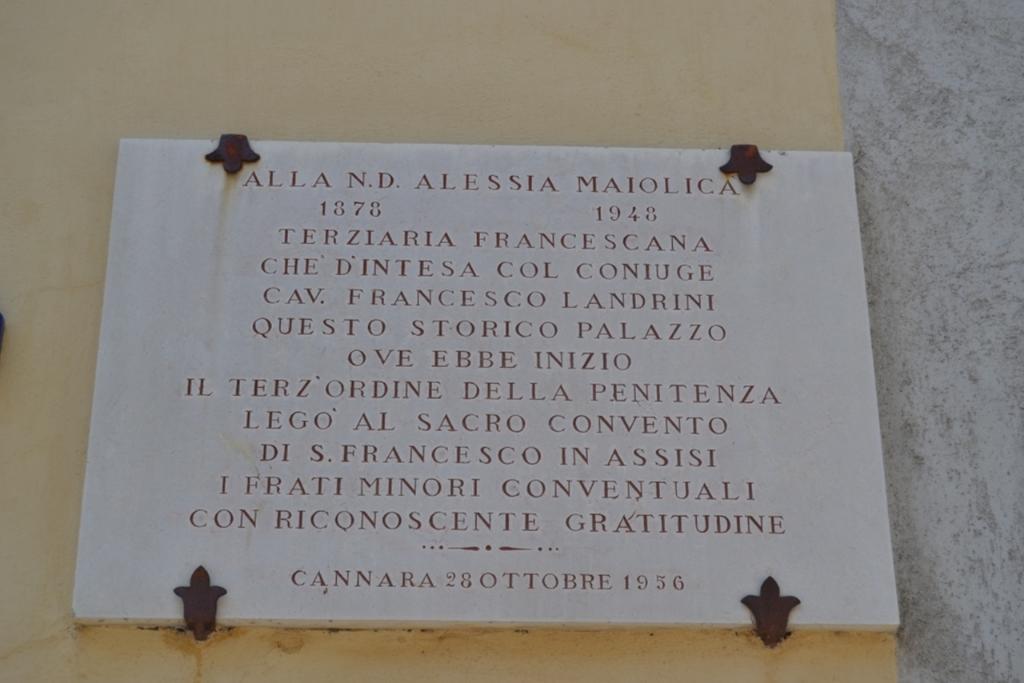 ALLA N.D. ALESSIA MAIOLICA
1878 1948
TERZIARIA FRANCESCANA
CHE D'INTESA COL CONIUGE
CAV. FRANCESCO LANDRINI
QUESTO STORICO PALAZZO
OVE EBBE INIZIO
IL TERZ'ORDINE DELLA PENITENZA
LEGO' AL SACRO CONVENTO
DI S. FRANCESCO IN ASSISI
I FRATI MINORI CONVENTUALI
CON RICONOSCENTE GRATITUDINE
CANNARA 28 OTTOBRE 1956